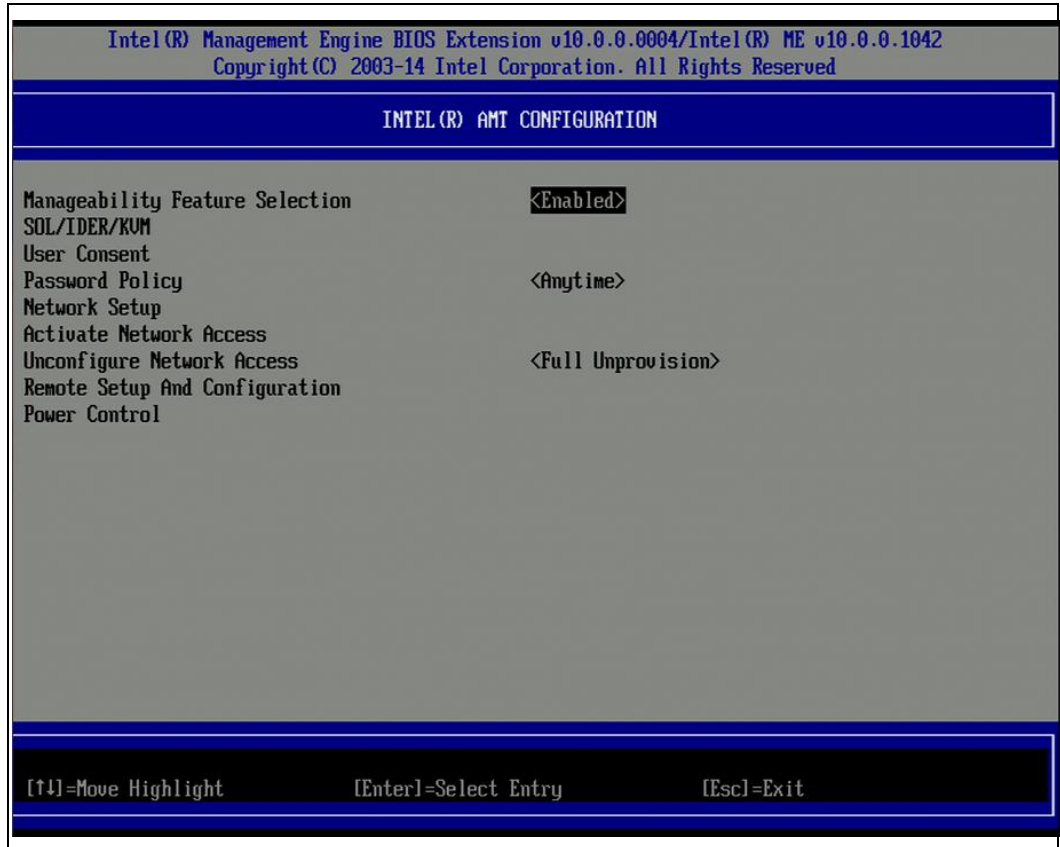 Intel(R) Management Engine BIOS Extension v10.0.0.0004/Intel(R) ME v10.0.0.1042
Copyright(C) 2003-14 Intel Corporation. All Rights Reserved
INTEL(R) AMT CONFIGURATION
Manageability Feature Selection <Enabled>
SOL/IDER/KVM
User Consent
Password Policy <Anytime>
Network Setup
Activate Network Access
Unconfigure Network Access <Full Unprovision>
Remote Setup And Configuration
Power Control
[↑↓]=Move Highlight [Enter]=Select Entry [Esc]=Exit